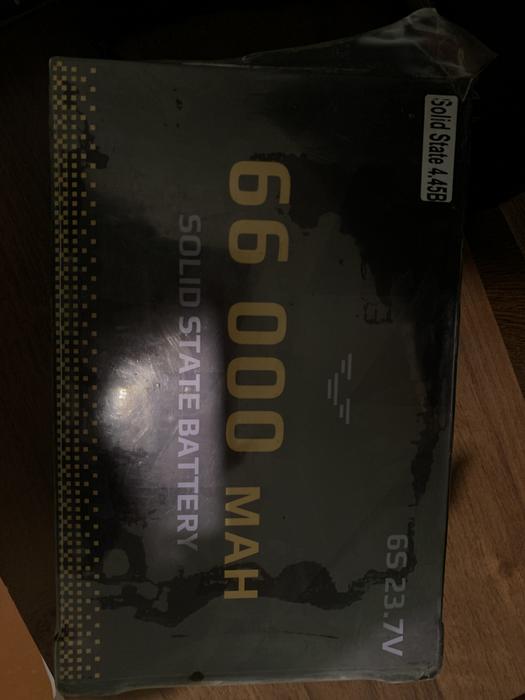 Solid State 4.45B
6S 23.7V
66 000 MAH
SOLID STATE BATTERY